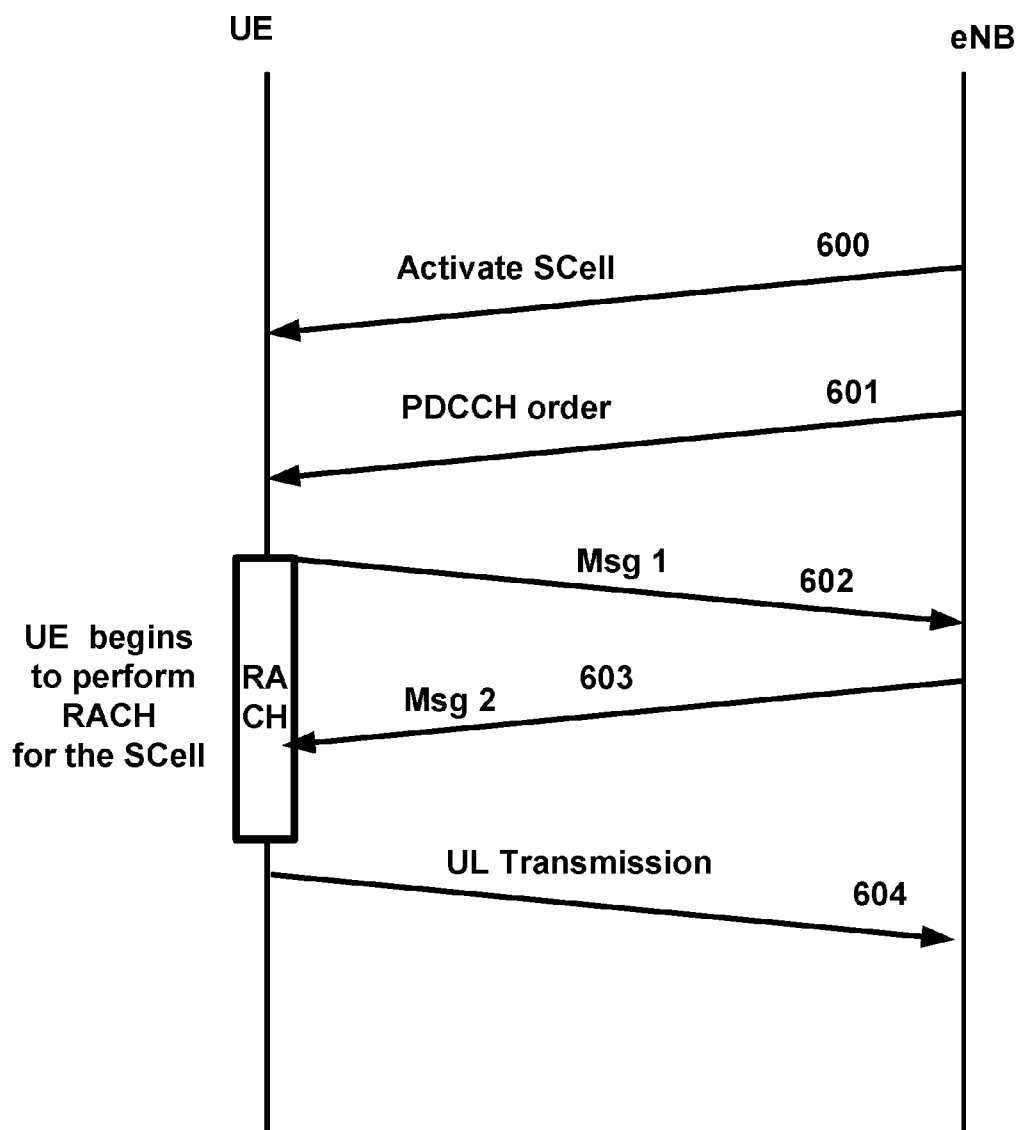 UE
eNB
600
Activate SCell
601
PDCCH order
Msg 1
602
UE begins
to perform
RACH
for the SCell
RA
CH
603
Msg 2
UL Transmission
604